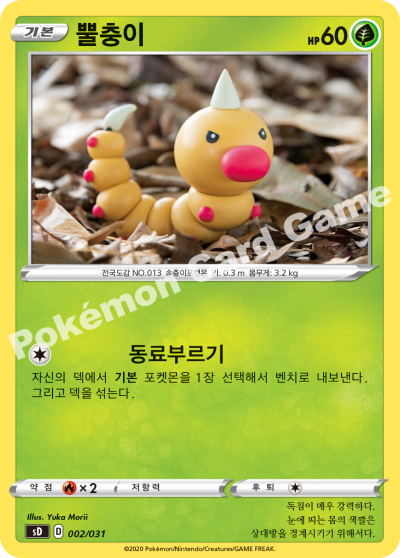 기본 뿔충이 HP 60
전국도감 NO.013 송충이포켓몬 키: 0.3 m 몸무게: 3.2 kg
Pokémon Card Game
동료부르기
자신의 덱에서 기본 포켓몬을 1장 선택해서 벤치로 내보낸다.
그리고 덱을 섞는다.
약점 ×2 저항력 후퇴
Illus. Yuka Morii
sD D 002/031
독침이 매우 강력하다.
눈에 띄는 몸의 색깔은
상대방을 경계시키기 위해서다.
©2020 Pokémon/Nintendo/Creatures/GAME FREAK.